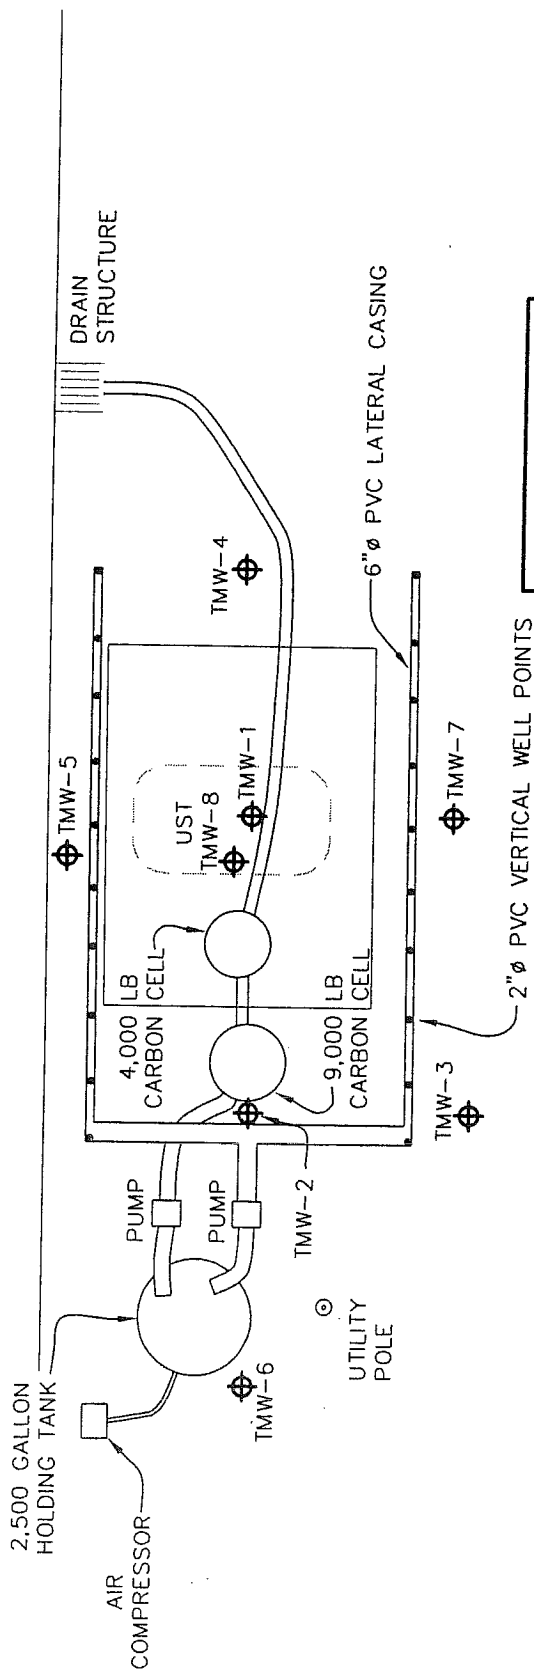 2,500 GALLON
HOLDING TANK
AIR
COMPRESSOR
TMW-6
UTILITY
POLE
PUMP
PUMP
TMW-2
TMW-3
9,000 LB
CARBON CELL
4,000 LB
CARBON CELL
TMW-5
UST
TMW-8
TMW-1
TMW-7
2"ø PVC VERTICAL WELL POINTS
TMW-4
6"ø PVC LATERAL CASING
DRAIN
STRUCTURE